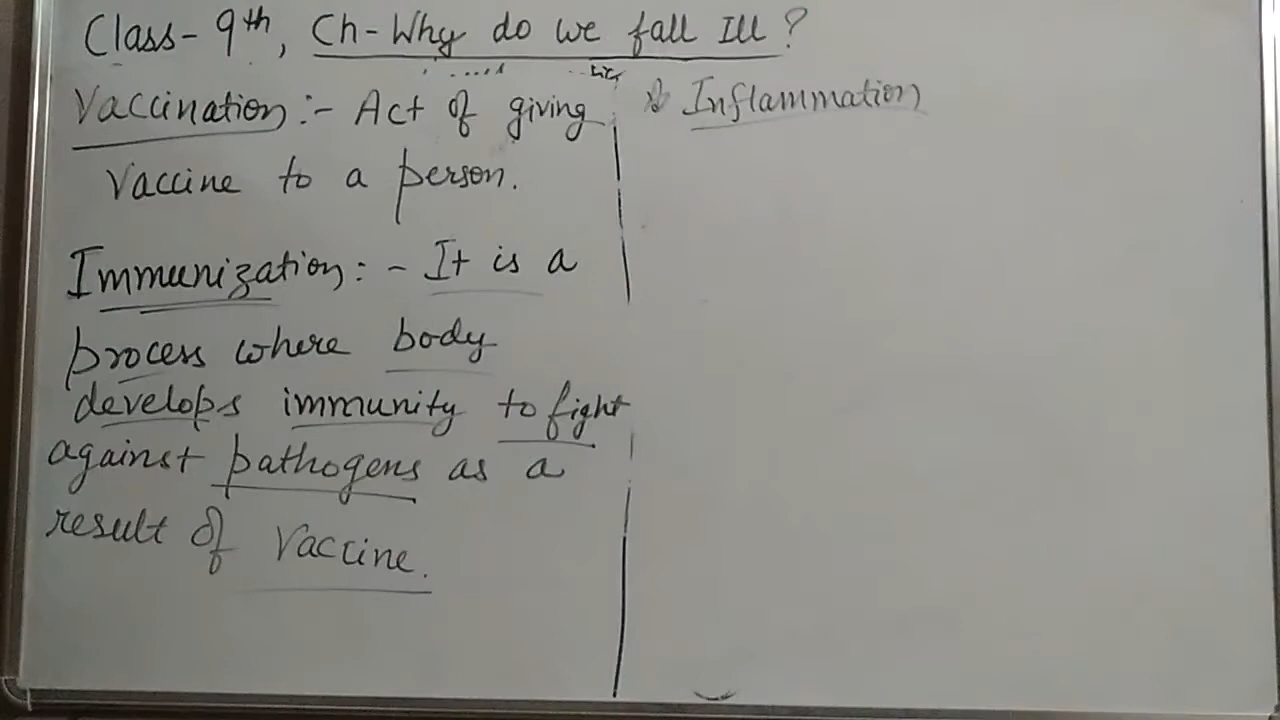 Class- 9th, Ch-Why do we fall Ill ?
Vaccination :- Act of giving
Vaccine to a person.
Immunization :- It is a
process where body
develops immunity to fight
against pathogens as a
result of Vaccine.
Inflammation